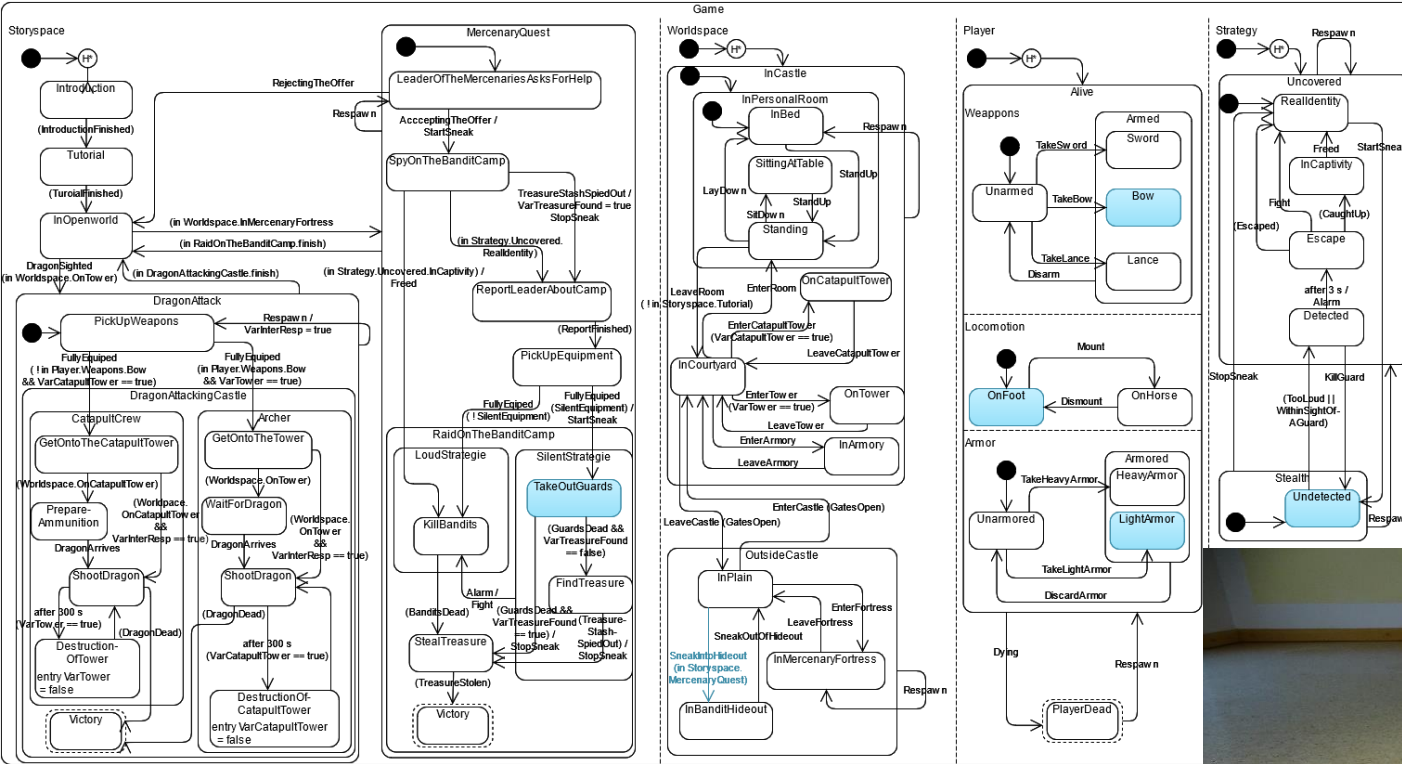 Game
Storyspace
H*
Introduction
(IntroductionFinished)
Tutorial
(TuroialFinished)
InOpenworld
RejectingTheOffer
(in Worldspace.InMercenaryFortress)
(in RaidOnTheBanditCamp.finish)
DragonSighted
(in Worldspace.OnTower)
(in DragonAttackingCastle.finish)
DragonAttack
PickUpWeapons
Respawn /
VarInterResp = true
FullyEquiped
( ! in Player.Weapons.Bow
&& VarCatapultTower == true)
FullyEquiped
(in Player.Weapons.Bow
&& VarTower == true)
DragonAttackingCastle
CatapultCrew
GetOntoTheCatapultTower
(Worldspace.OnCatapultTower)
Prepare-
Ammunition
(Worldpace.
OnCatapultTower
&&
VarInterResp == true)
DragonArrives
ShootDragon
after 300 s
(VarTower == true)
(DragonDead)
Destruction-
OfTower
entry VarTower
= false
Victory
Archer
GetOntoTheTower
(Worldspace.OnTower)
WaitForDragon
(Worldspace.
OnTower
&&
VarInterResp == true)
DragonArrives
ShootDragon
(DragonDead)
after 300 s
(VarCatapultTower == true)
DestructionOf-
CatapultTower
entry VarCatapultTower
= false
MercenaryQuest
LeaderOfTheMercenariesAsksForHelp
Respawn
AccceptingTheOffer /
StartSneak
SpyOnTheBanditCamp
TreasureStashSpiedOut /
VarTreasureFound = true
StopSneak
(in Strategy.Uncovered.
RealIdentity)
(in Strategy.Uncovered.InCaptivity) /
Freed
ReportLeaderAboutCamp
(ReportFinished)
PickUpEquipment
FullyEqiped
( ! SilentEquipment)
FullyEquiped
(SilentEquipment) /
StartSneak
RaidOnTheBanditCamp
LoudStrategie
KillBandits
SilentStrategie
TakeOutGuards
(GuardsDead &&
VarTreasureFound
== false)
FindTreasure
Alarm /
Fight
(BanditsDead)
(GuardsDead &&
VarTreasureFound
== true) /
StopSneak
(Treasure-
Stash-
SpiedOut) /
StopSneak
StealTreasure
(TreasureStolen)
Victory
Worldspace
H*
InCastle
InPersonalRoom
InBed
Respawn
SittingAtTable
StandUp
LayDown
StandUp
SitDown
Standing
LeaveRoom
( ! in.Storyspace.Tutorial)
EnterRoom
OnCatapultTower
EnterCatapultTower
(VarCatapultTower == true)
LeaveCatapultTower
InCourtyard
EnterTower
(VarTower == true)
OnTower
LeaveTower
EnterArmory
InArmory
LeaveArmory
EnterCastle (GatesOpen)
LeaveCastle (GatesOpen)
OutsideCastle
InPlain
EnterFortress
LeaveFortress
SneakOutOfHideout
SneakIntoHideout
(in Storyspace.
MercenaryQuest)
InMercenaryFortress
Respawn
InBanditHideout
Player
H*
Alive
Weappons
Armed
Sword
TakeSword
Unarmed
TakeBow
Bow
TakeLance
Lance
Disarm
Locomotion
Mount
OnFoot
Dismount
OnHorse
Armor
Armored
HeavyArmor
TakeHeavyArmor
Unarmored
LightArmor
TakeLightArmor
DiscardArmor
Dying
Respawn
PlayerDead
Strategy
H*
Respawn
Uncovered
RealIdentity
Freed
StartSneak
InCaptivity
Fight
(CaughtUp)
(Escaped)
Escape
after 3 s /
Alarm
Detected
StopSneak
KillGuard
(TooLoud ||
WithinSightOf-
AGuard)
Stealth
Undetected
Respawn